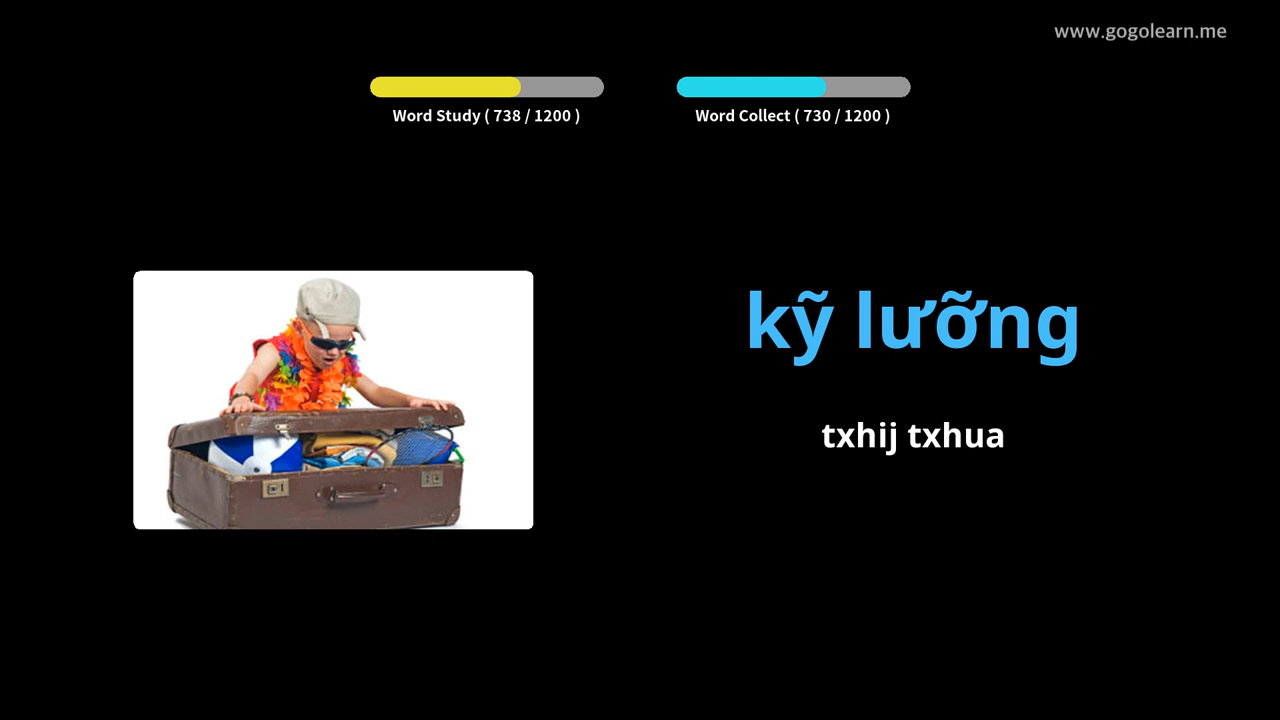 www.gogolearn.me
Word Study ( 738 / 1200 )
Word Collect ( 730 / 1200 )
kỹ lưỡng
txhij txhua